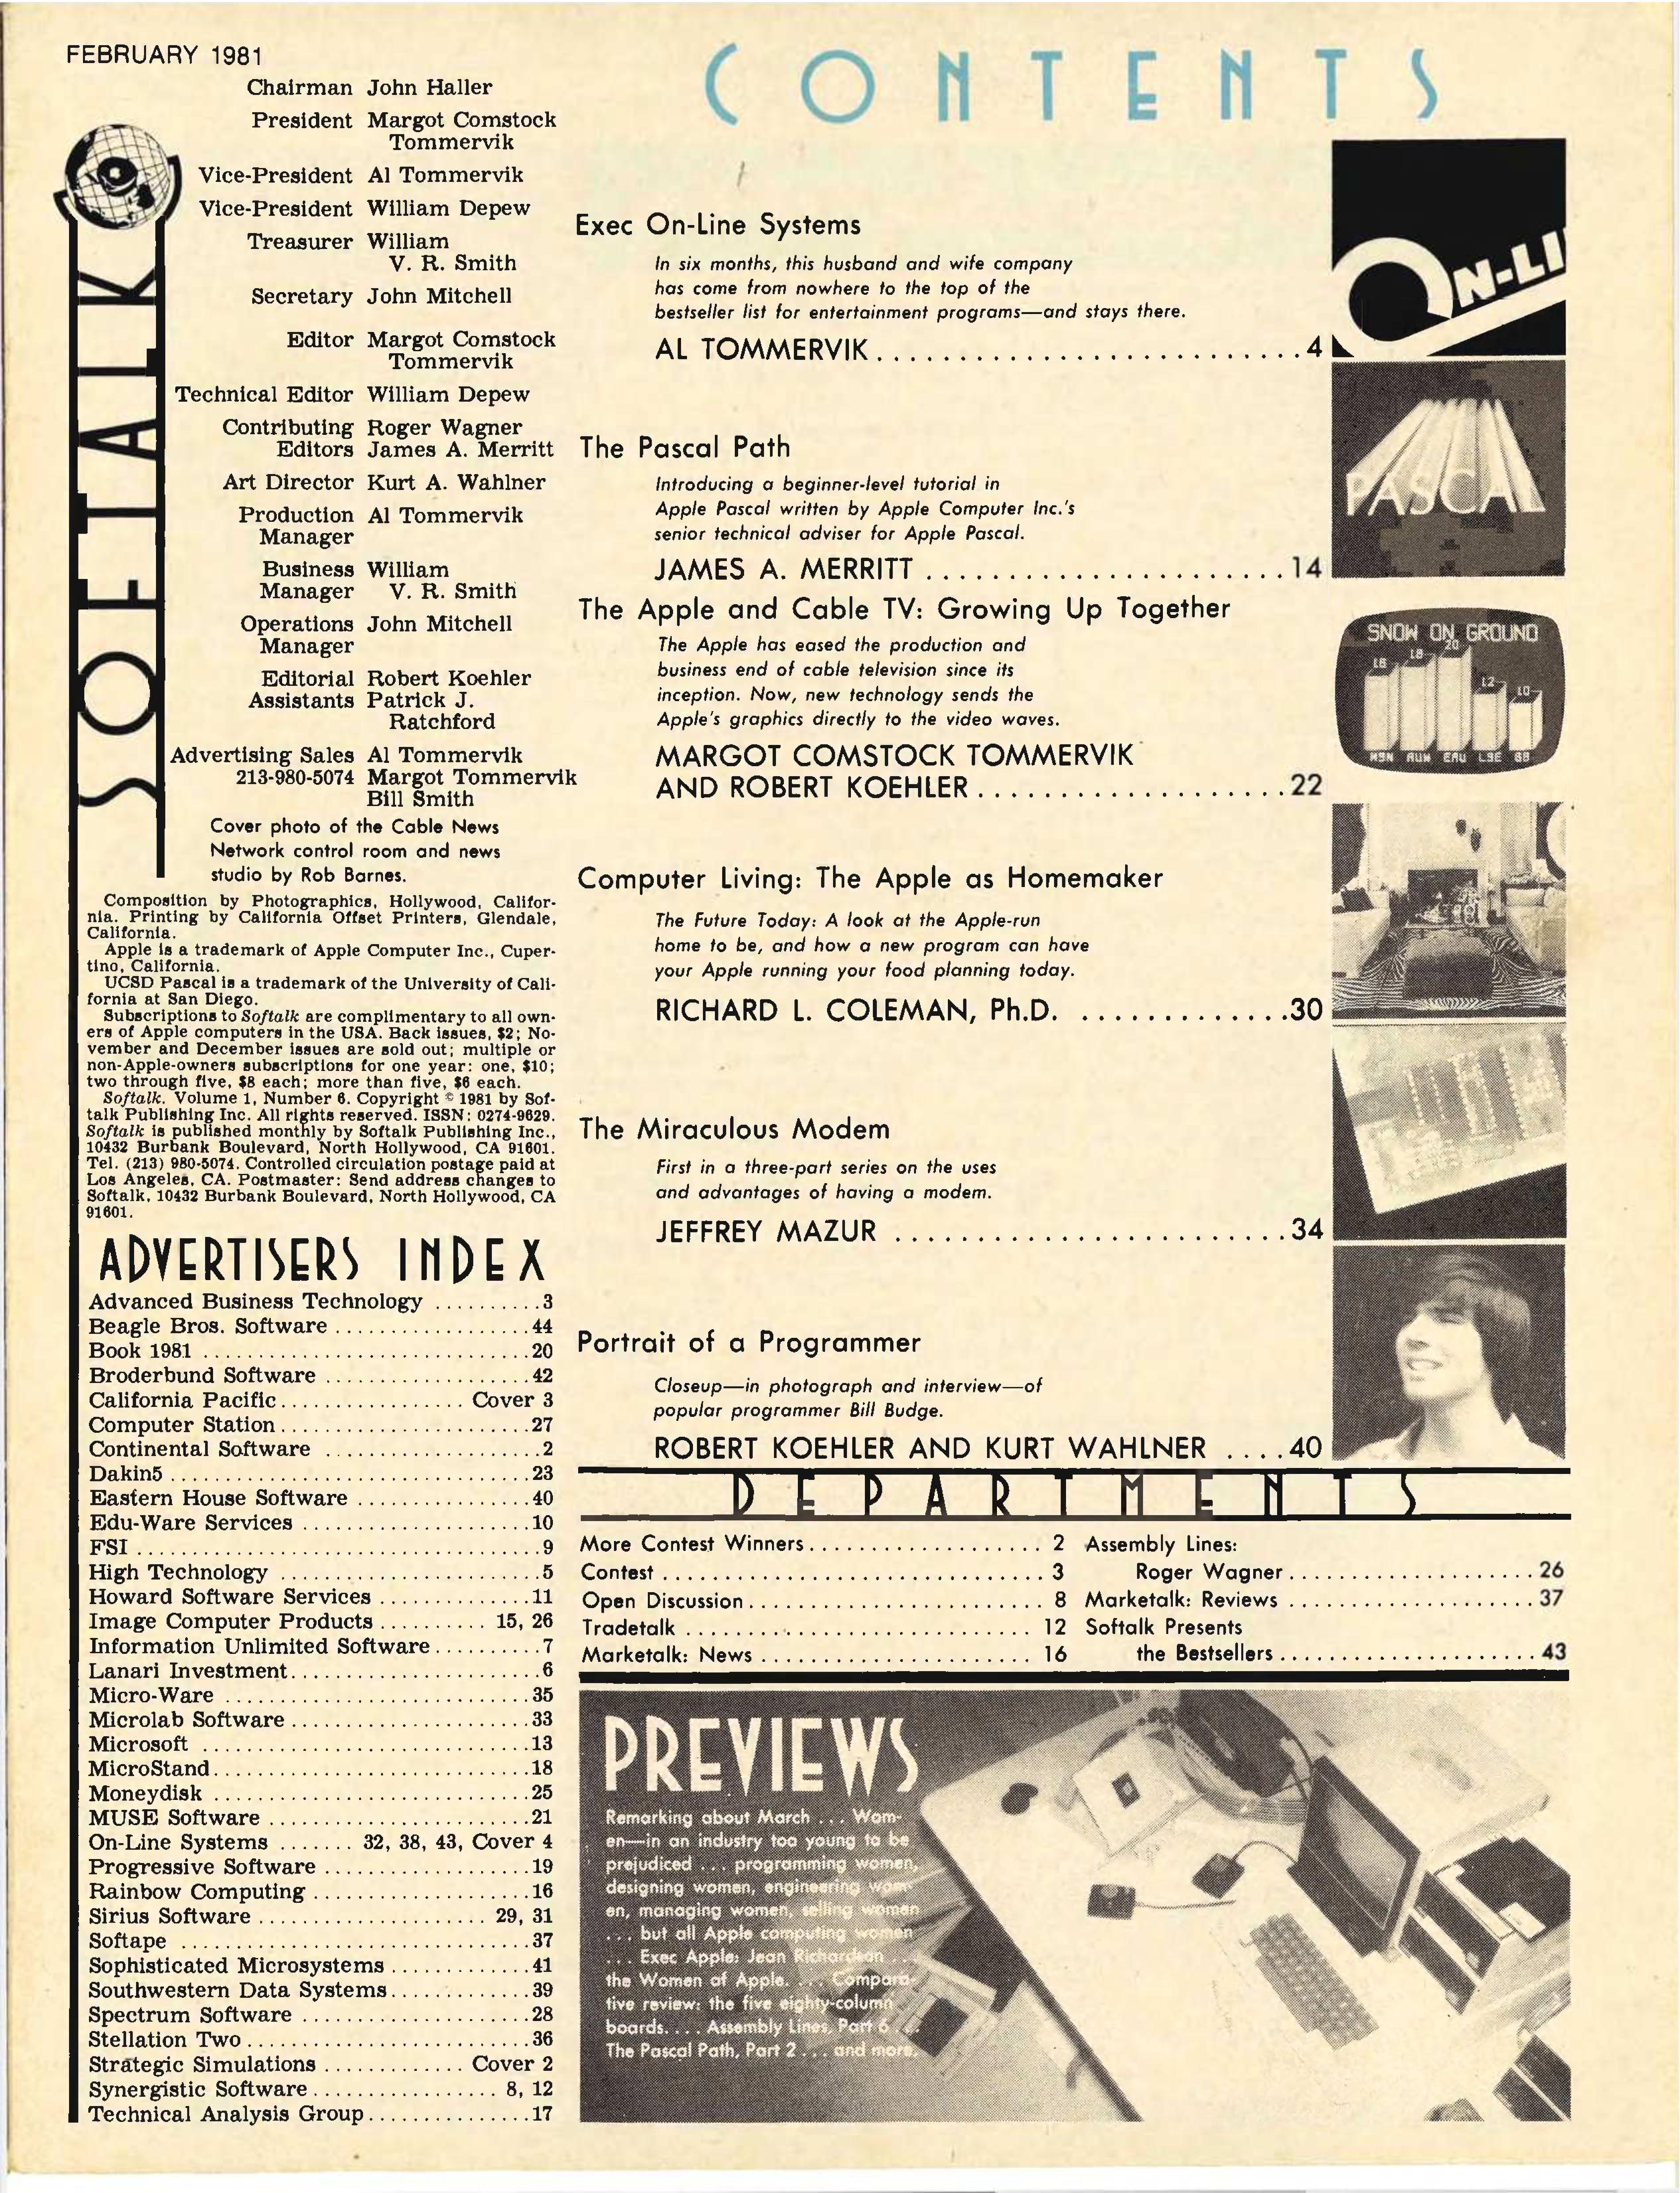 FEBRUARY 1981
CONTENTS
SOFTALK
Chairman John Haller
President Margot Comstock
Tommervik
Vice-President Al Tommervik
Vice-President William Depew
Treasurer William
V. R. Smith
Secretary John Mitchell
Editor Margot Comstock
Tommervik
Technical Editor William Depew
Contributing Roger Wagner
Editors James A. Merritt
Art Director Kurt A. Wahlner
Production Al Tommervik
Manager
Business William
Manager V. R. Smith
Operations John Mitchell
Manager
Editorial Robert Koehler
Assistants Patrick J.
Ratchford
Advertising Sales Al Tommervik
213-980-5074 Margot Tommervik
Bill Smith
Cover photo of the Cable News
Network control room and news
studio by Rob Barnes.
Composition by Photographics, Hollywood, Califor-
nia. Printing by California Offset Printers, Glendale,
California.
Apple is a trademark of Apple Computer Inc., Cuper-
tino, California.
UCSD Pascal is a trademark of the University of Cali-
fornia at San Diego.
Subscriptions to Softalk are complimentary to all own-
ers of Apple computers in the USA. Back issues, $2; No-
vember and December issues are sold out; multiple or
non-Apple-owners subscriptions for one year: one, $10;
two through five, $8 each; more than five, $6 each.
Softalk. Volume 1, Number 6. Copyright © 1981 by Sof-
talk Publishing Inc. All rights reserved. ISSN: 0274-9629.
Softalk is published monthly by Softalk Publishing Inc.,
10432 Burbank Boulevard, North Hollywood, CA 91601.
Tel. (213) 980-5074. Controlled circulation postage paid at
Los Angeles, CA. Postmaster: Send address changes to
Softalk, 10432 Burbank Boulevard, North Hollywood, CA
91601.
ADVERTISERS INDEX
Advanced Business Technology ..........3
Beagle Bros. Software ..................44
Book 1981 ..............................20
Broderbund Software ...................42
California Pacific................. Cover 3
Computer Station.......................27
Continental Software ....................2
Dakin5 .................................23
Eastern House Software ................40
Edu-Ware Services .....................10
FSI .....................................9
High Technology ........................5
Howard Software Services ..............11
Image Computer Products .......... 15, 26
Information Unlimited Software..........7
Lanari Investment.......................6
Micro-Ware ............................35
Microlab Software......................33
Microsoft ..............................13
MicroStand.............................18
Moneydisk .............................25
MUSE Software ........................21
On-Line Systems ....... 32, 38, 43, Cover 4
Progressive Software ...................19
Rainbow Computing ....................16
Sirius Software..................... 29, 31
Softape ................................37
Sophisticated Microsystems.............41
Southwestern Data Systems.............39
Spectrum Software .....................28
Stellation Two..........................36
Strategic Simulations ............. Cover 2
Synergistic Software................. 8, 12
Technical Analysis Group...............17
Exec On-Line Systems
In six months, this husband and wife company
has come from nowhere to the top of the
bestseller list for entertainment programs—and stays there.
AL TOMMERVIK..........................4
The Pascal Path
Introducing a beginner-level tutorial in
Apple Pascal written by Apple Computer Inc.'s
senior technical adviser for Apple Pascal.
JAMES A. MERRITT ......................14
The Apple and Cable TV: Growing Up Together
The Apple has eased the production and
business end of cable television since its
inception. Now, new technology sends the
Apple's graphics directly to the video waves.
MARGOT COMSTOCK TOMMERVIK
AND ROBERT KOEHLER...................22
Computer Living: The Apple as Homemaker
The Future Today: A look at the Apple-run
home to be, and how a new program can have
your Apple running your food planning today.
RICHARD L. COLEMAN, Ph.D. .............30
The Miraculous Modem
First in a three-part series on the uses
and advantages of having a modem.
JEFFREY MAZUR ........................34
Portrait of a Programmer
Closeup—in photograph and interview—of
popular programmer Bill Budge.
ROBERT KOEHLER AND KURT WAHLNER ....40
ON-LI
PASCAL
SNOW ON GROUND
16 18 20 12 10
MSN AUW EAU LSE GB
DEPARTMENTS
More Contest Winners................... 2
Contest ............................... 3
Open Discussion........................ 8
Tradetalk ............................ 12
Marketalk: News ...................... 16
Assembly Lines:
Roger Wagner....................26
Marketalk: Reviews ....................37
Softalk Presents
the Bestsellers.....................43
PREVIEWS
Remarking about March ... Wom-
en—in an industry too young to be
prejudiced ... programming women,
designing women, engineering wom-
en, managing women, selling women
... but all Apple computing women
... Exec Apple: Jean Richardson ...
the Women of Apple. ... Compara-
tive review: the five eighty-column
boards.... Assembly Lines, Part 6 ...
The Pascal Path, Part 2 ... and more.